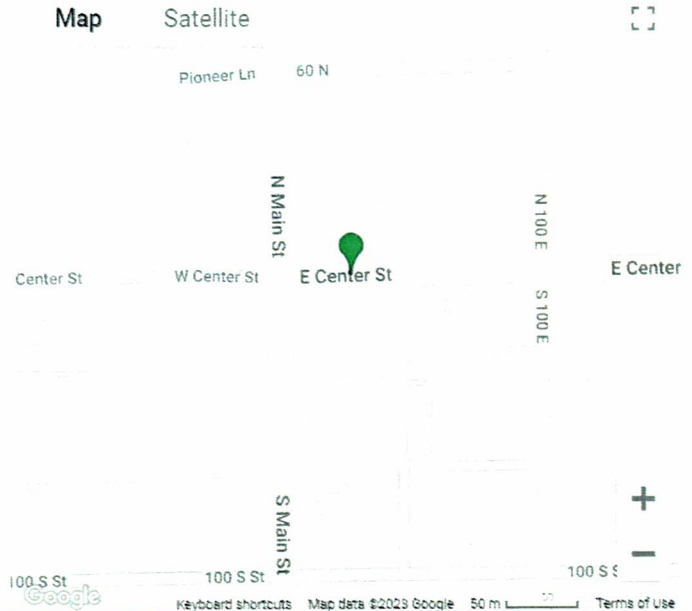 Map Satellite
Pioneer Ln 60 N
N Main St
N 100 E
Center St W Center St E Center St E Center
S 100 E
S Main St
100 S St 100 S St 100 S S
Google
Keyboard shortcuts Map data ©2023 Google 50 m Terms of Use